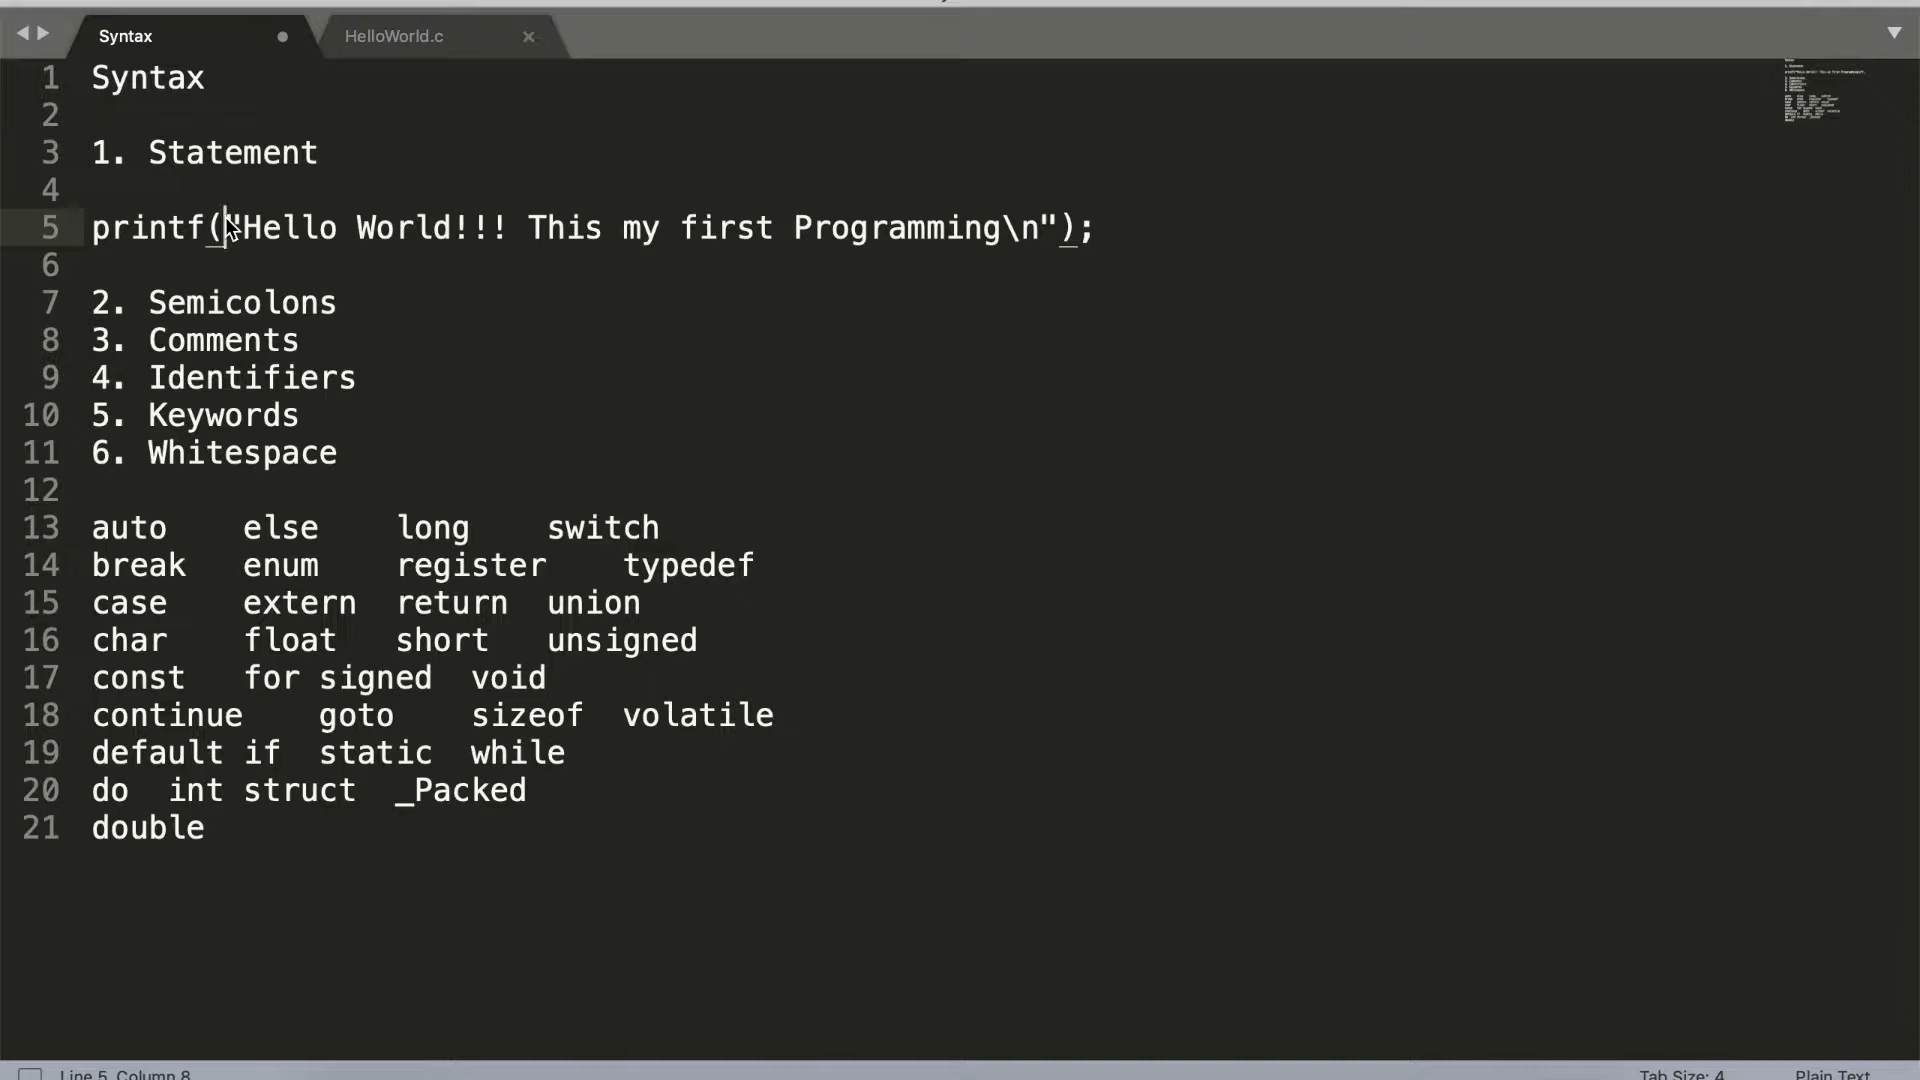 Syntax HelloWorld.c
1 Syntax
2
3 1. Statement
4
5 printf("Hello World!!! This my first Programming\n");
6
7 2. Semicolons
8 3. Comments
9 4. Identifiers
10 5. Keywords
11 6. Whitespace
12
13 auto else long switch
14 break enum register typedef
15 case extern return union
16 char float short unsigned
17 const for signed void
18 continue goto sizeof volatile
19 default if static while
20 do int struct _Packed
21 double
Line 5, Column 8 Tab Size: 4 Plain Text